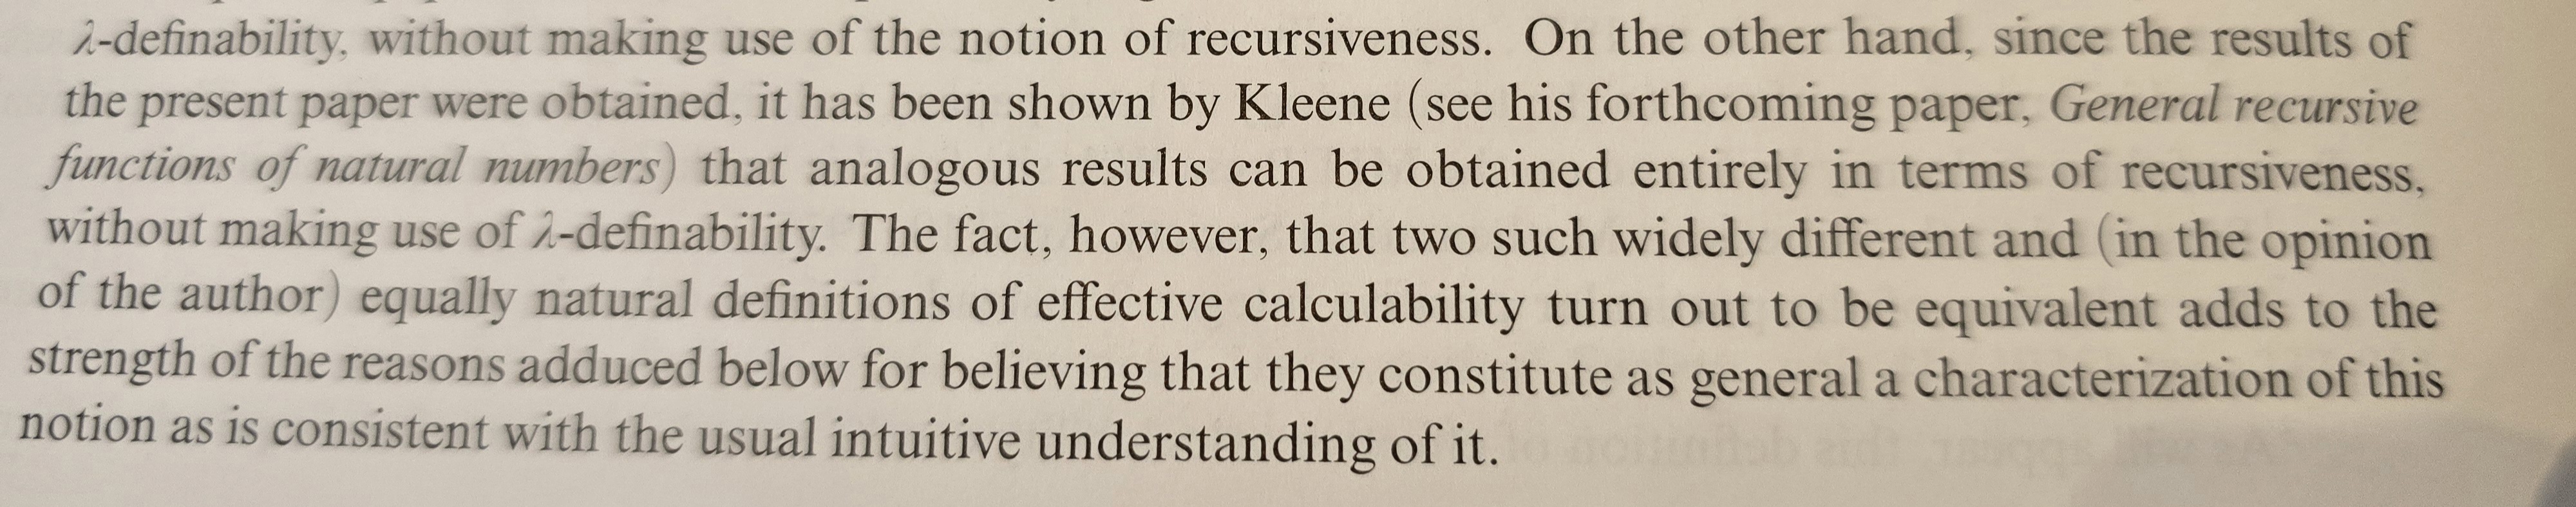 λ-definability, without making use of the notion of recursiveness. On the other hand, since the results of
the present paper were obtained, it has been shown by Kleene (see his forthcoming paper, General recursive
functions of natural numbers) that analogous results can be obtained entirely in terms of recursiveness,
without making use of λ-definability. The fact, however, that two such widely different and (in the opinion
of the author) equally natural definitions of effective calculability turn out to be equivalent adds to the
strength of the reasons adduced below for believing that they constitute as general a characterization of this
notion as is consistent with the usual intuitive understanding of it.